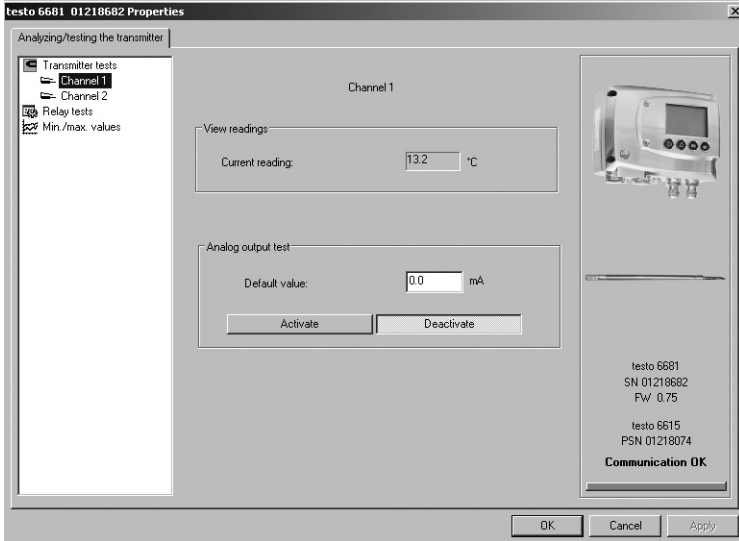 testo 6681 01218682 Properties
Analyzing/testing the transmitter
Transmitter tests
Channel 1
Channel 2
Relay tests
Min./max. values
Channel 1
View readings
Current reading:
13.2 °C
Analog output test
Default value:
0.0 mA
Activate Deactivate
testo 6681
SN 01218682
FW 0.75
testo 6615
PSN 01218074
Communication OK
OK Cancel Apply